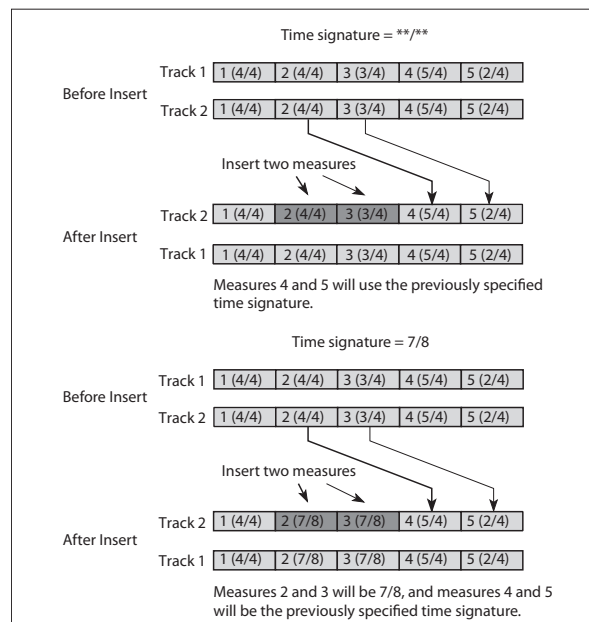 Time signature = **/**
Track 1 1 (4/4) 2 (4/4) 3 (3/4) 4 (5/4) 5 (2/4)
Before Insert
Track 2 1 (4/4) 2 (4/4) 3 (3/4) 4 (5/4) 5 (2/4)
Insert two measures
Track 2 1 (4/4) 2 (4/4) 3 (3/4) 4 (5/4) 5 (2/4)
After Insert
Track 1 1 (4/4) 2 (4/4) 3 (3/4) 4 (5/4) 5 (2/4)
Measures 4 and 5 will use the previously specified
time signature.
Time signature = 7/8
Track 1 1 (4/4) 2 (4/4) 3 (3/4) 4 (5/4) 5 (2/4)
Before Insert
Track 2 1 (4/4) 2 (4/4) 3 (3/4) 4 (5/4) 5 (2/4)
Insert two measures
Track 2 1 (4/4) 2 (7/8) 3 (7/8) 4 (5/4) 5 (2/4)
After Insert
Track 1 1 (4/4) 2 (7/8) 3 (7/8) 4 (5/4) 5 (2/4)
Measures 2 and 3 will be 7/8, and measures 4 and 5
will be the previously specified time signature.